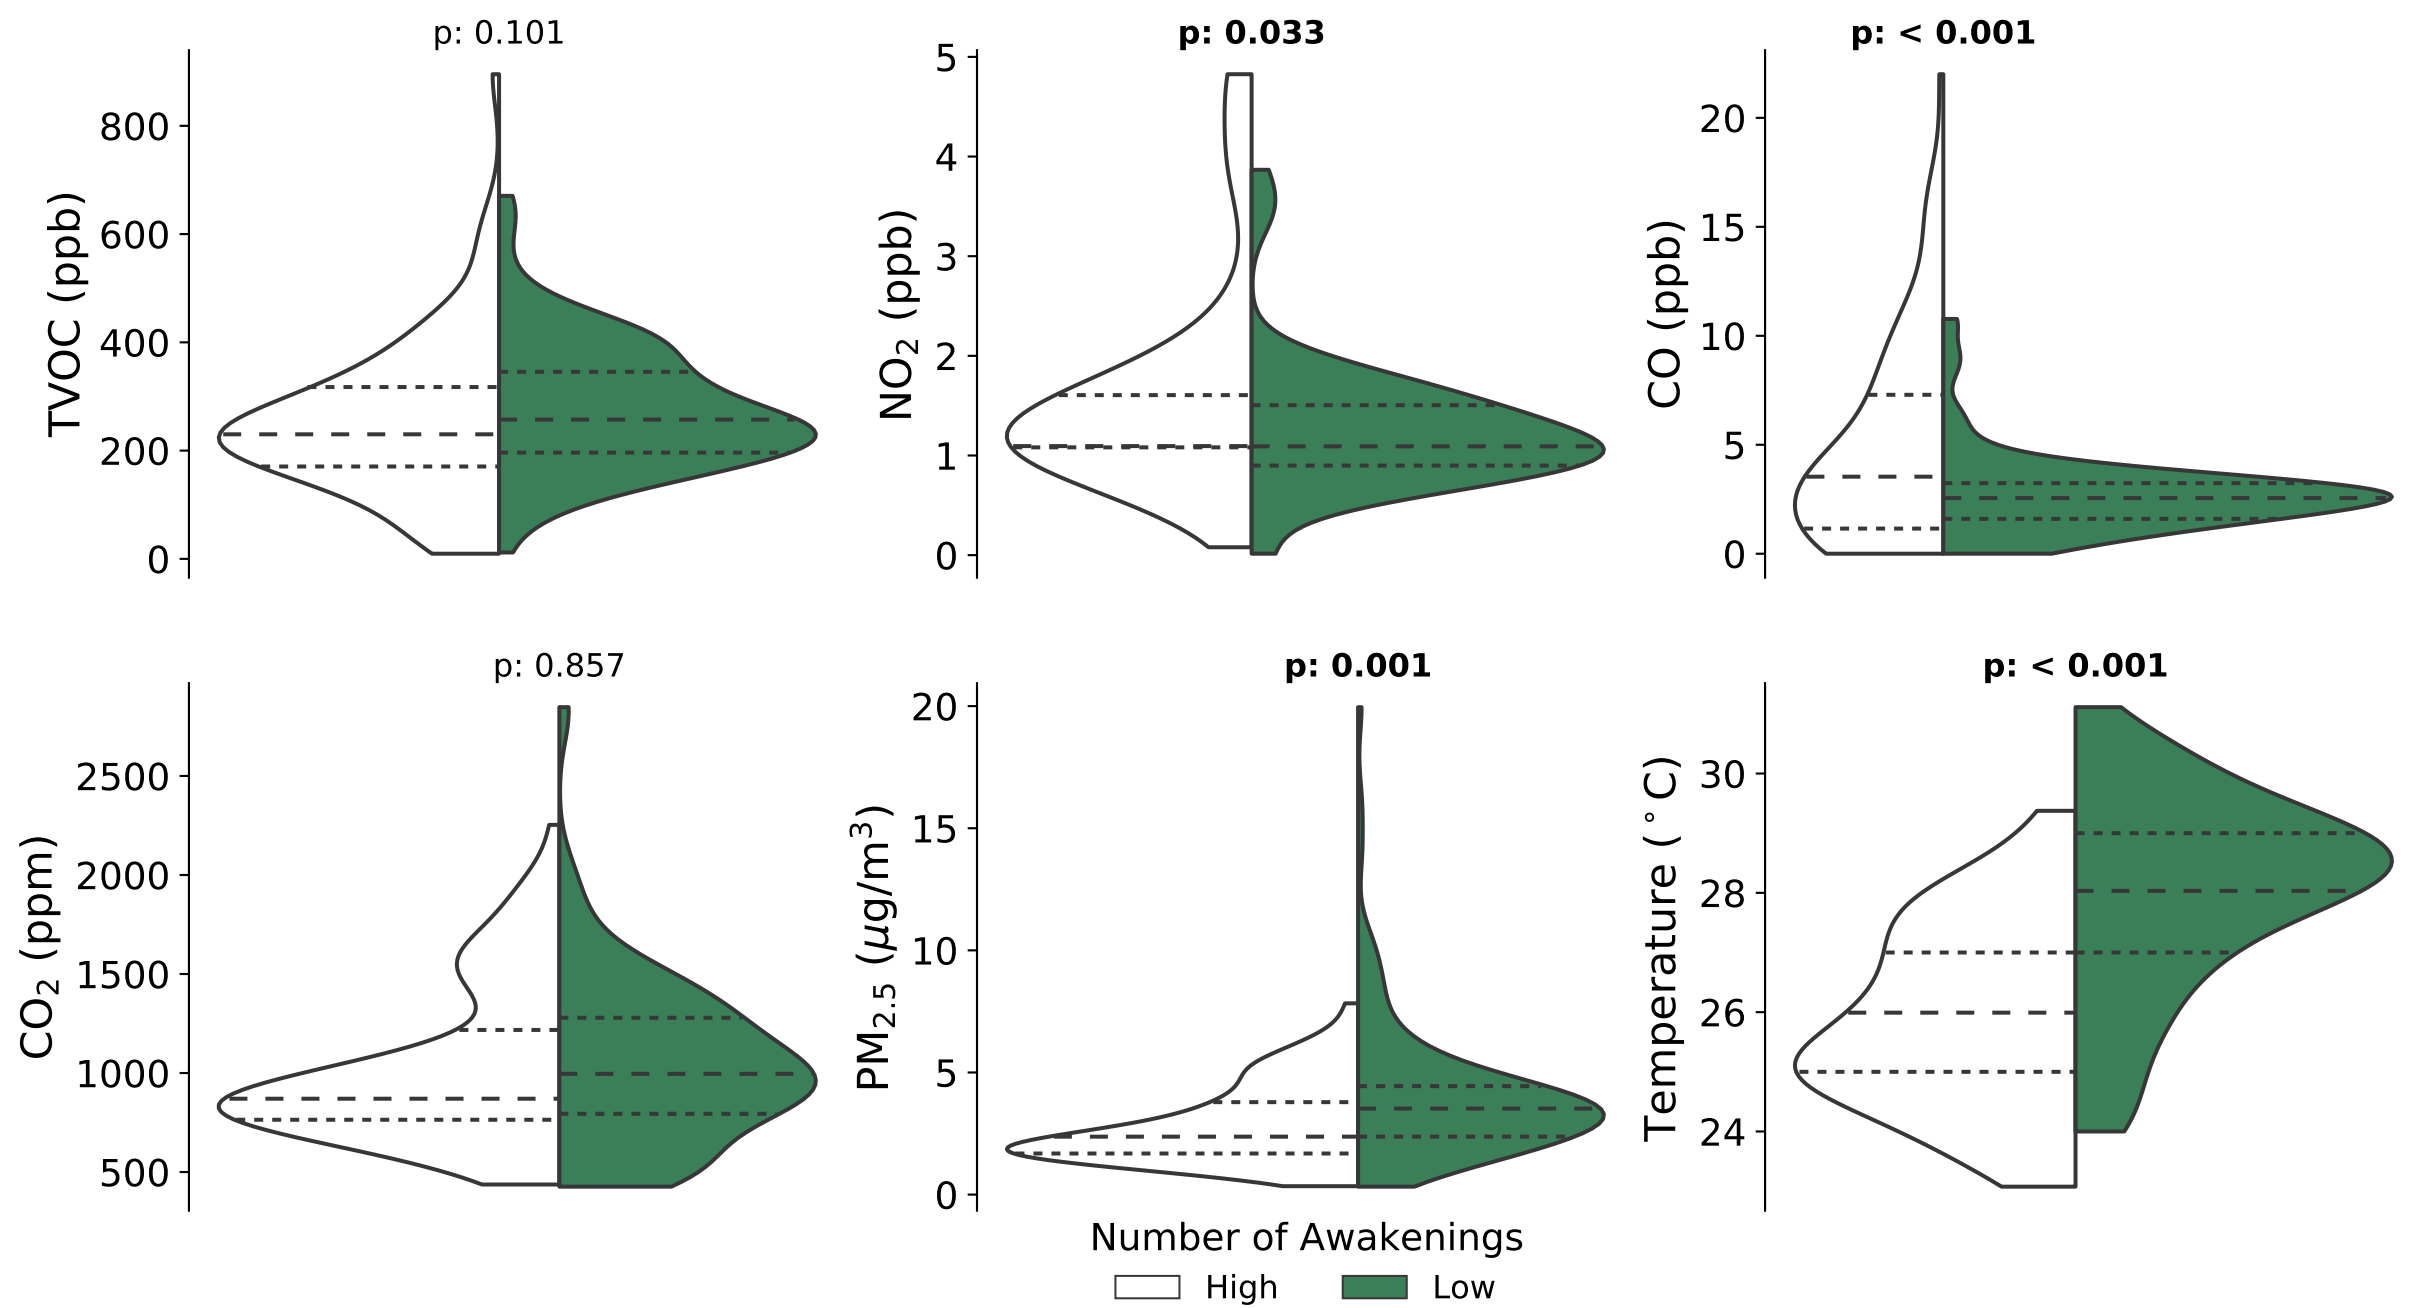 p: 0.101
p: 0.033
p: < 0.001
TVOC (ppb)
800
600
400
200
0
NO₂ (ppb)
5
4
3
2
1
0
CO (ppb)
20
15
10
5
0
p: 0.857
p: 0.001
p: < 0.001
CO₂ (ppm)
2500
2000
1500
1000
500
PM₂.₅ (μg/m³)
20
15
10
5
0
Temperature (°C)
30
28
26
24
Number of Awakenings
High Low